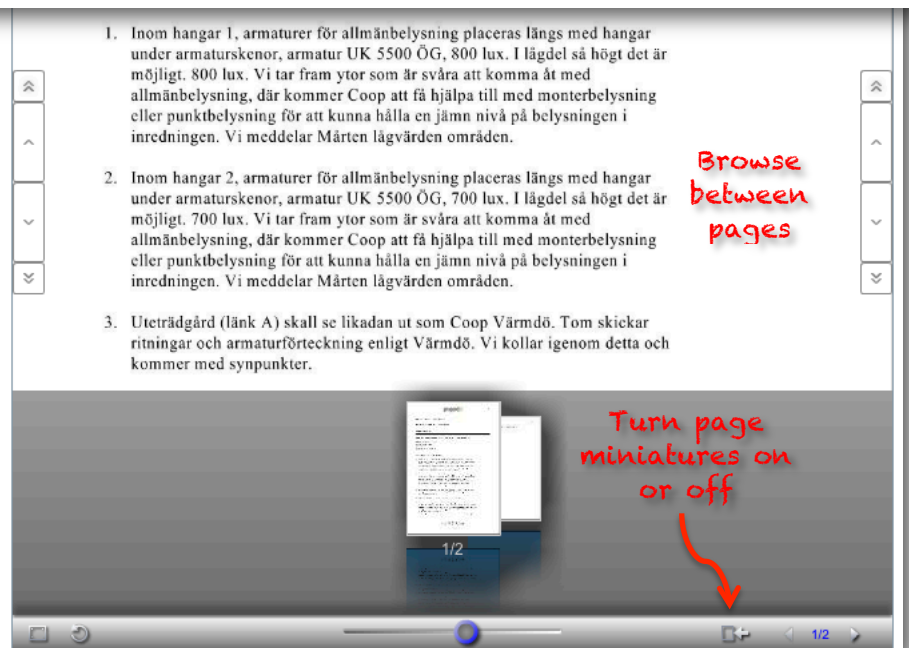 1. Inom hangar 1, armaturer för allmänbelysning placeras längs med hangar
under armaturskenor, armatur UK 5500 ÖG, 800 lux. I lågdel så högt det är
möjligt. 800 lux. Vi tar fram ytor som är svåra att komma åt med
allmänbelysning, där kommer Coop att få hjälpa till med monterbelysning
eller punktbelysning för att kunna hålla en jämn nivå på belysningen i
inredningen. Vi meddelar Mårten lågvärden områden.
2. Inom hangar 2, armaturer för allmänbelysning placeras längs med hangar
under armaturskenor, armatur UK 5500 ÖG, 700 lux. I lågdel så högt det är
möjligt. 700 lux. Vi tar fram ytor som är svåra att komma åt med
allmänbelysning, där kommer Coop att få hjälpa till med monterbelysning
eller punktbelysning för att kunna hålla en jämn nivå på belysningen i
inredningen. Vi meddelar Mårten lågvärden områden.
3. Uteträdgård (länk A) skall se likadan ut som Coop Värmdö. Tom skickar
ritningar och armaturförteckning enligt Värmdö. Vi kollar igenom detta och
kommer med synpunkter.
Browse
between
pages
Turn page
miniatures on
or off
1/2
1/2